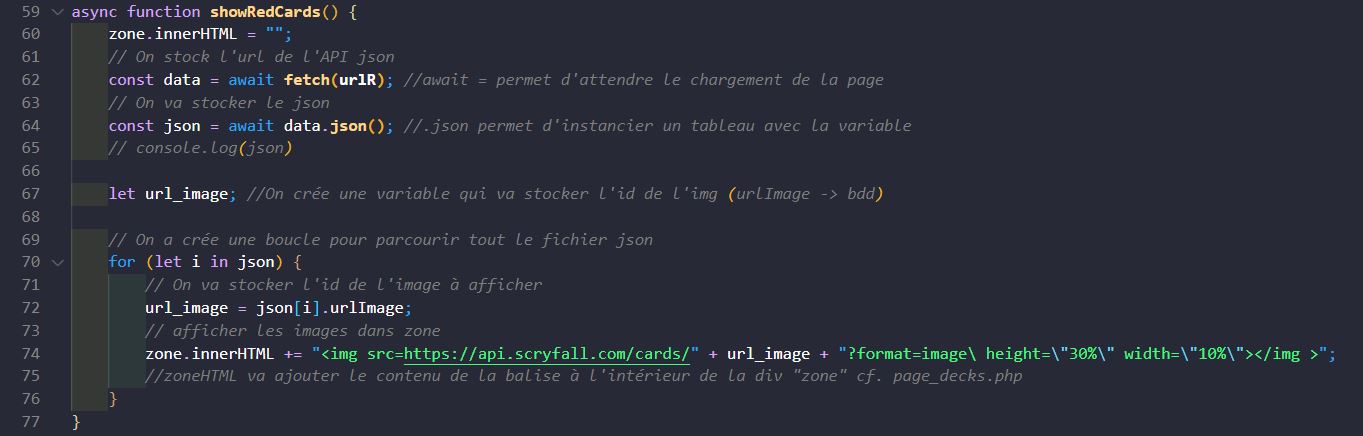 59 async function showRedCards() {
60 zone.innerHTML = "";
61 // On stock l'url de l'API json
62 const data = await fetch(urlR); //await = permet d'attendre le chargement de la page
63 // On va stocker le json
64 const json = await data.json(); //.json permet d'instancier un tableau avec la variable
65 // console.log(json)
66
67 let url_image; //On crée une variable qui va stocker l'id de l'img (urlImage -> bdd)
68
69 // On a crée une boucle pour parcourir tout le fichier json
70 for (let i in json) {
71 // On va stocker l'id de l'image à afficher
72 url_image = json[i].urlImage;
73 // afficher les images dans zone
74 zone.innerHTML += "<img src=https://api.scryfall.com/cards/" + url_image + "?format=image\ height=\"30%\" width=\"10%\"></img >";
75 //zoneHTML va ajouter le contenu de la balise à l'intérieur de la div "zone" cf. page_decks.php
76 }
77 }